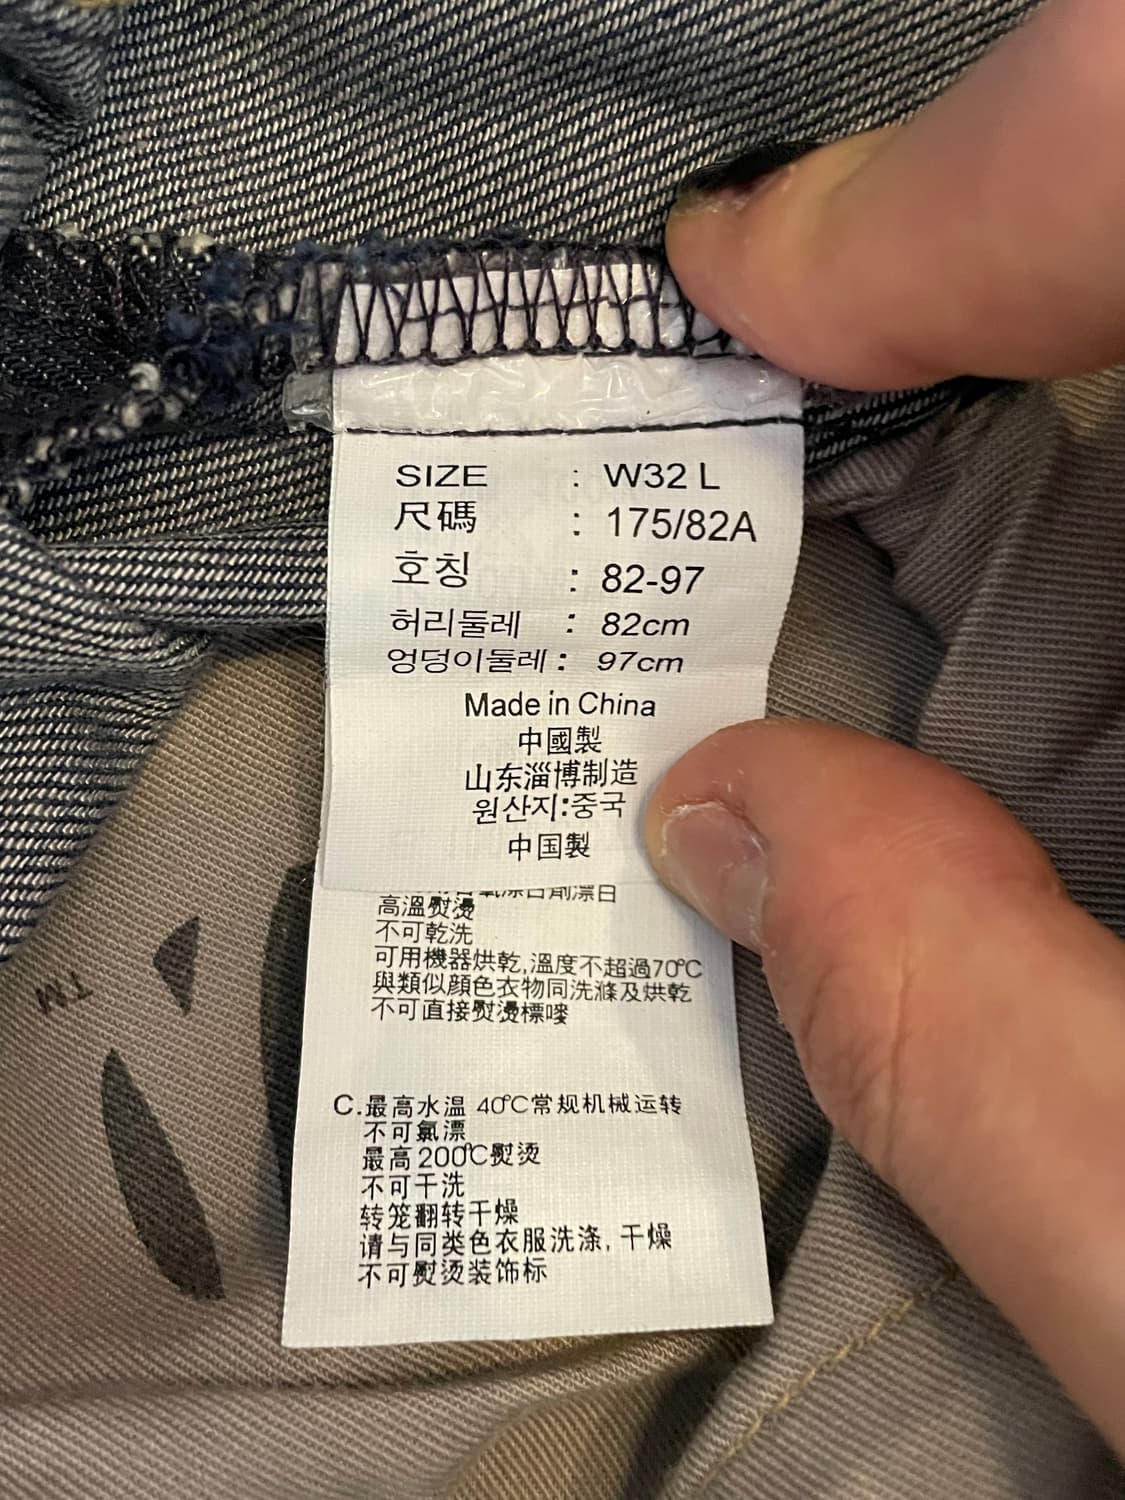 SIZE : W32 L
尺碼 : 175/82A
호칭 : 82-97
허리둘레 : 82cm
엉덩이둘레 : 97cm
Made in China
中國製
山东淄博制造
원산지:중국
中国製
漂白劑漂白
高溫熨燙
不可乾洗
可用機器烘乾,溫度不超過70℃
與類似顏色衣物同洗滌及烘乾
不可直接熨燙標嘜
C.最高水温 40℃常规机械运转
不可氯漂
最高200℃熨烫
不可干洗
转笼翻转干燥
请与同类色衣服洗涤, 干燥
不可熨烫装饰标
TM